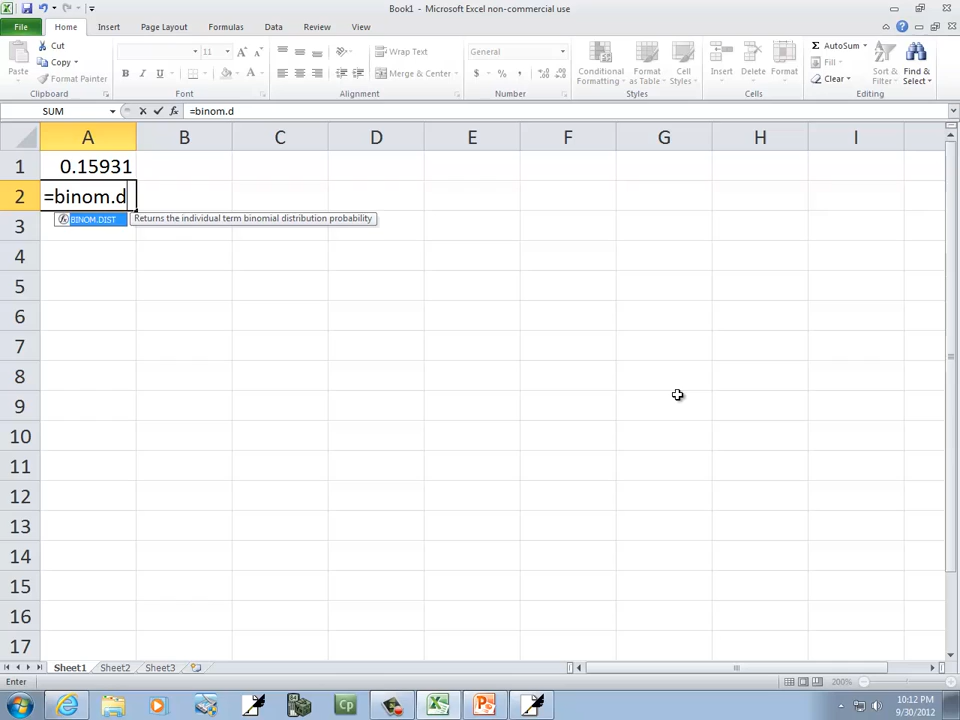 Book1 - Microsoft Excel non-commercial use
File Home Insert Page Layout Formulas Data Review View
Paste Cut Copy Format Painter Clipboard
11 B I U A A A Font
Wrap Text Merge & Center Alignment
General $ % , Number
Conditional Formatting Format as Table Cell Styles Styles
Insert Delete Format Cells
AutoSum Fill Clear Sort & Filter Find & Select Editing
SUM fx =binom.d
A B C D E F G H I
1 0.15931
2 =binom.d
3 BINOM.DIST Returns the individual term binomial distribution probability
4
5
6
7
8
9
10
11
12
13
14
15
16
17
Sheet1 Sheet2 Sheet3
Enter 200%
Cp 10:12 PM
9/30/2012